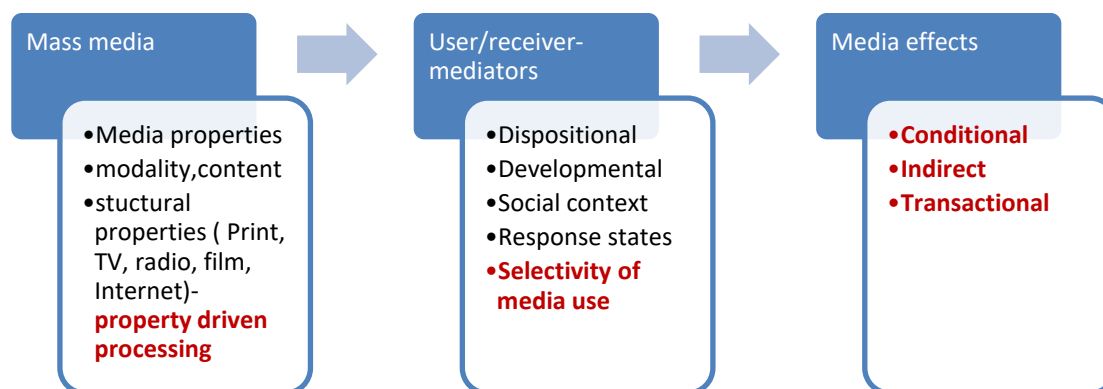 Mass media
•Media properties
•modality,content
•stuctural
properties ( Print,
TV, radio, film,
Internet)-
property driven
processing
User/receiver-
mediators
•Dispositional
•Developmental
•Social context
•Response states
•Selectivity of
media use
Media effects
•Conditional
•Indirect
•Transactional